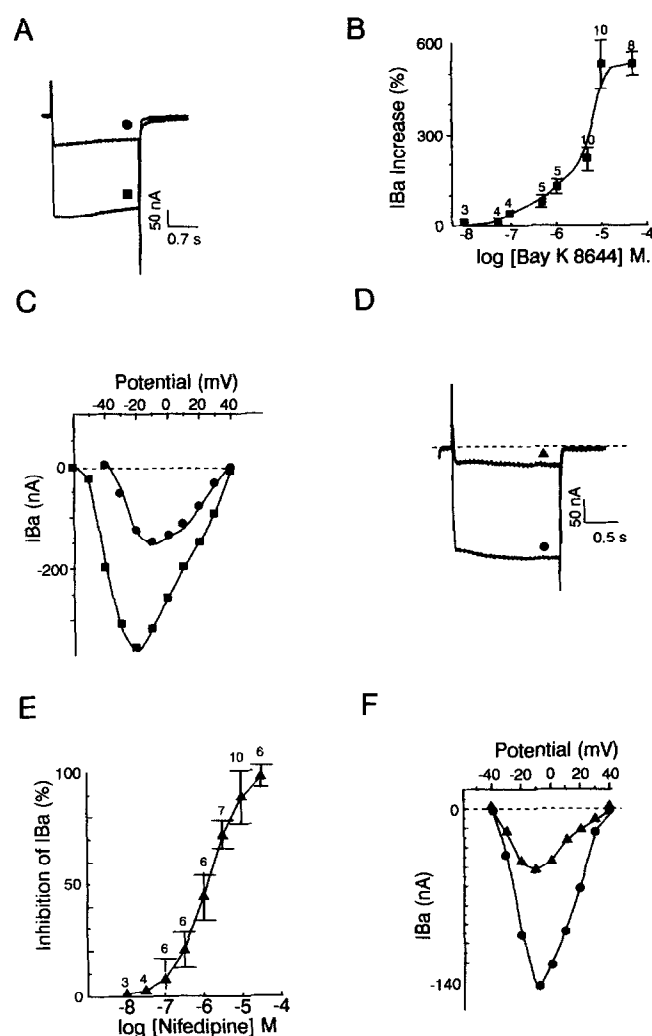 A
50 nA
0.7 s
B
IBa Increase (%)
600
300
0
3
4
4
5
5
10
10
8
-8
-7
-6
-5
-4
log [Bay K 8644] M.
C
Potential (mV)
-40
-20
0
20
40
IBa (nA)
0
-200
D
50 nA
0.5 s
E
Inhibition of IBa (%)
100
50
0
3
4
6
6
6
7
10
6
-8
-7
-6
-5
-4
log [Nifedipine] M
F
Potential (mV)
-40
-20
0
20
40
IBa (nA)
0
-140